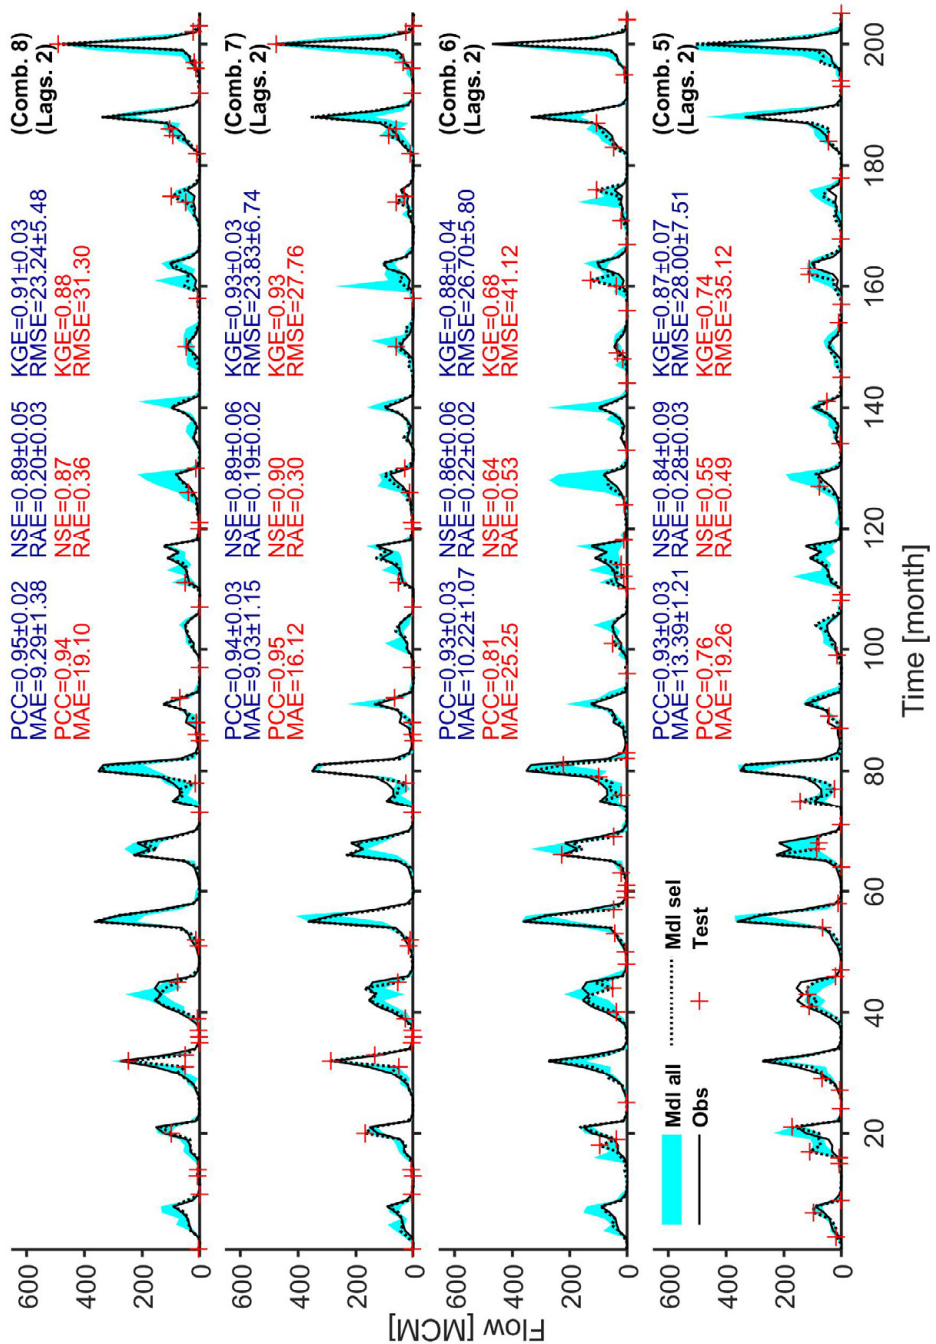 (Comb. 8)
(Lags. 2)
PCC=0.95±0.02
MAE=9.29±1.38
PCC=0.94
MAE=19.10
NSE=0.89±0.05
RAE=0.20±0.03
NSE=0.87
RAE=0.36
KGE=0.91±0.03
RMSE=23.24±5.48
KGE=0.88
RMSE=31.30
600
400
200
0
(Comb. 7)
(Lags. 2)
PCC=0.94±0.03
MAE=9.03±1.15
PCC=0.95
MAE=16.12
NSE=0.89±0.06
RAE=0.19±0.02
NSE=0.90
RAE=0.30
KGE=0.93±0.03
RMSE=23.83±6.74
KGE=0.93
RMSE=27.76
600
400
200
0
(Comb. 6)
(Lags. 2)
PCC=0.93±0.03
MAE=10.22±1.07
PCC=0.81
MAE=25.25
NSE=0.86±0.06
RAE=0.22±0.02
NSE=0.64
RAE=0.53
KGE=0.88±0.04
RMSE=26.70±5.80
KGE=0.68
RMSE=41.12
600
400
200
0
(Comb. 5)
(Lags. 2)
PCC=0.93±0.03
MAE=13.39±1.21
PCC=0.76
MAE=19.26
NSE=0.84±0.09
RAE=0.28±0.03
NSE=0.55
RAE=0.49
KGE=0.87±0.07
RMSE=28.00±7.51
KGE=0.74
RMSE=35.12
Mdl all
Mdl sel
Obs
Test
600
400
200
0
20
40
60
80
100
120
140
160
180
200
Time [month]
Flow [MCM]